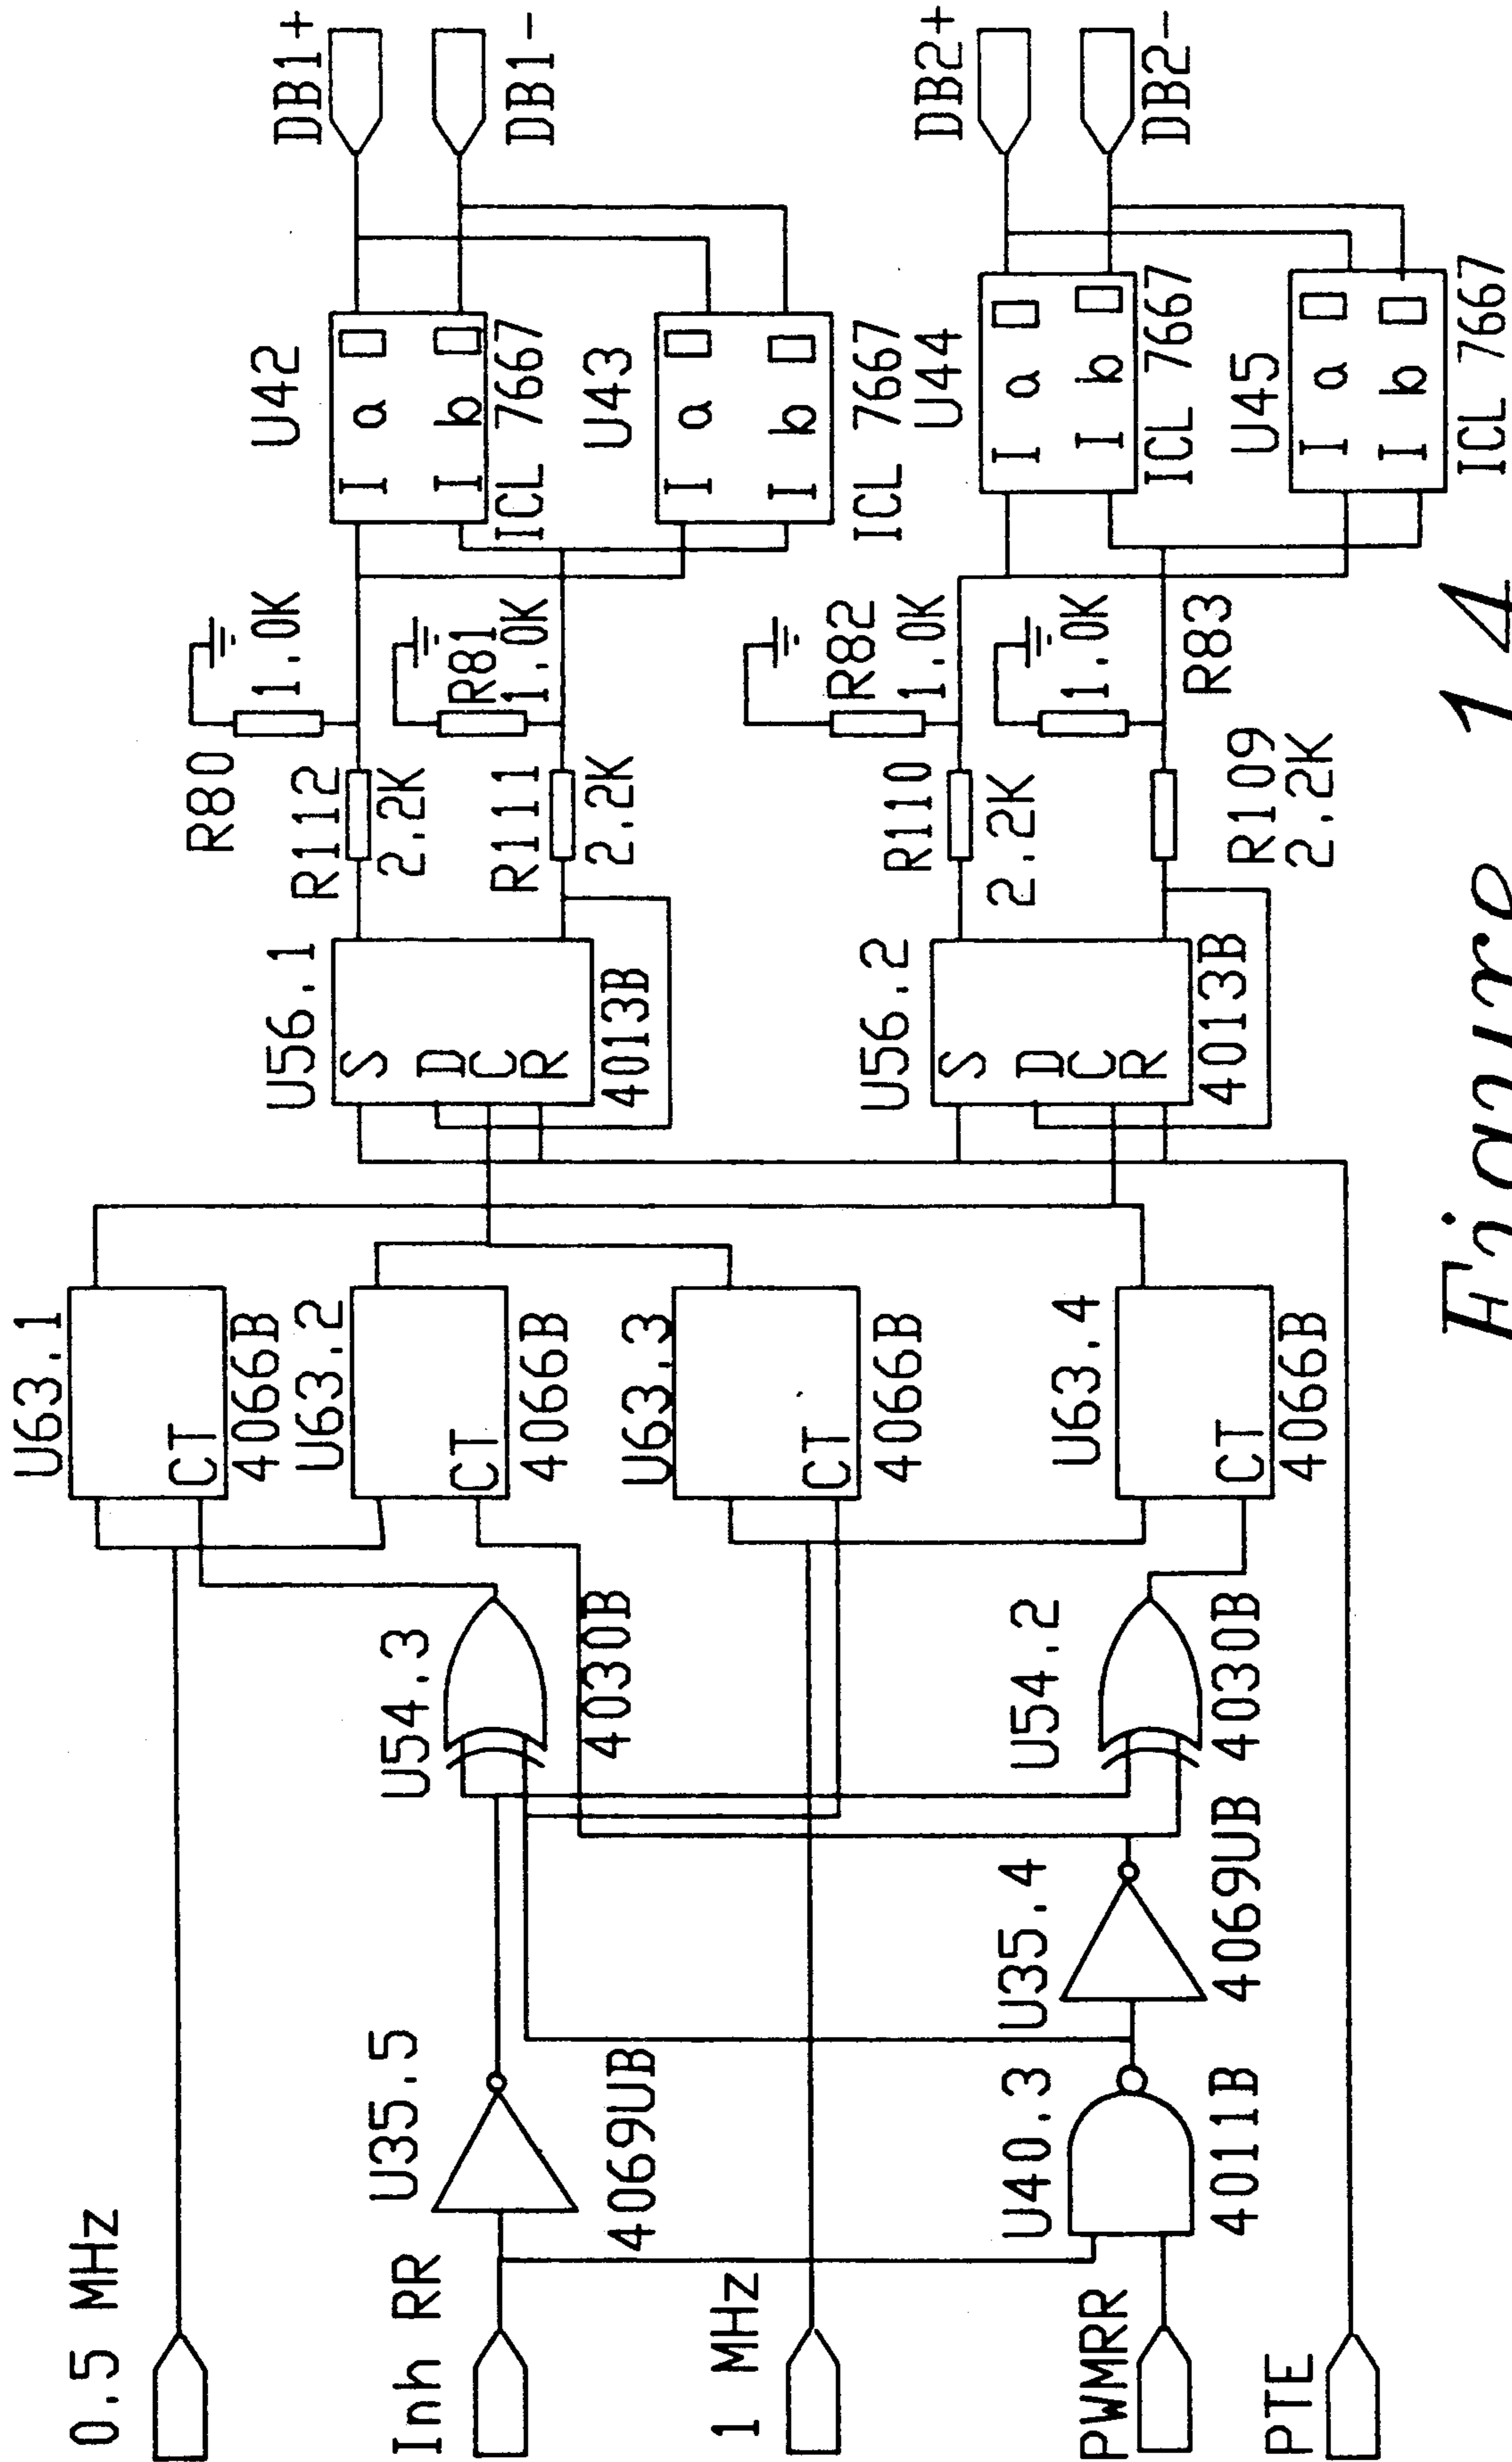 0.5 MHz
Inh RR
1 MHz
PWMRR
PTE
U35.5
4069UB
U40.3
4011B
U35.4
4069UB
U54.3
4030B
U54.2
4030B
U63.1
CT
4066B
U63.2
CT
4066B
U63.3
CT
4066B
U63.4
CT
4066B
U56.1
S
D
C
R
4013B
U56.2
S
D
C
R
4013B
R80
1.0K
R112
2.2K
R81
1.0K
R111
2.2K
R82
1.0K
R110
2.2K
1.0K
R83
R109
2.2K
U42
I a O
I b O
ICL 7667
U43
I a O
I b O
ICL 7667
U44
I a O
I b O
ICL 7667
U45
I a O
I b O
ICL 7667
DB1+
DB1-
DB2+
DB2-
Figure 14